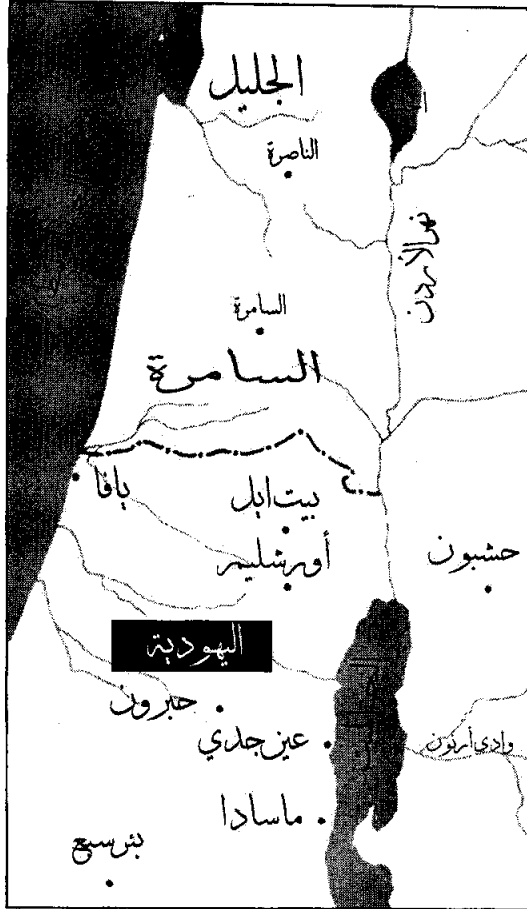 الجليل
الناصرة
نهر الأردن
السامرة
السامرة
يافا
بيت ايل
أورشليم
حشبون
اليهودية
حبرون
عين جدي
وادي أرنون
ماسادا
بئر سبع